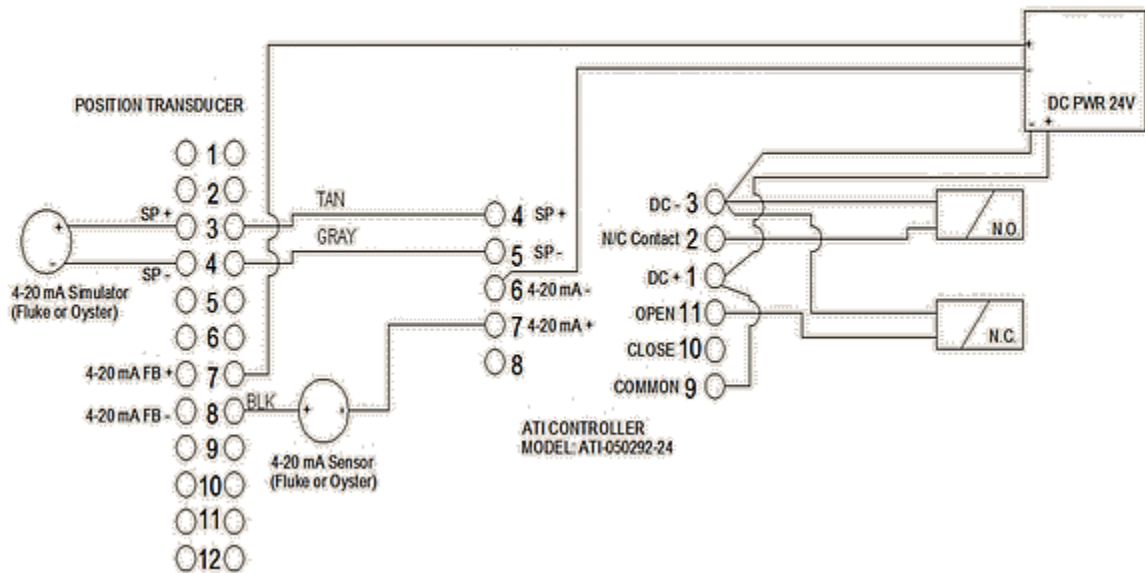 DC PWR 24V
+
-
- +
POSITION TRANSDUCER
1
2
SP + 3
SP - 4
5
6
4-20 mA FB + 7
4-20 mA FB - 8
9
10
11
12
+
-
4-20 mA Simulator
(Fluke or Oyster)
TAN
GRAY
BLK
+ -
4-20 mA Sensor
(Fluke or Oyster)
4 SP +
5 SP -
6 4-20 mA -
7 4-20 mA +
8
ATI CONTROLLER
MODEL: ATI-050292-24
DC - 3
N/C Contact 2
DC + 1
OPEN 11
CLOSE 10
COMMON 9
N.O.
N.C.